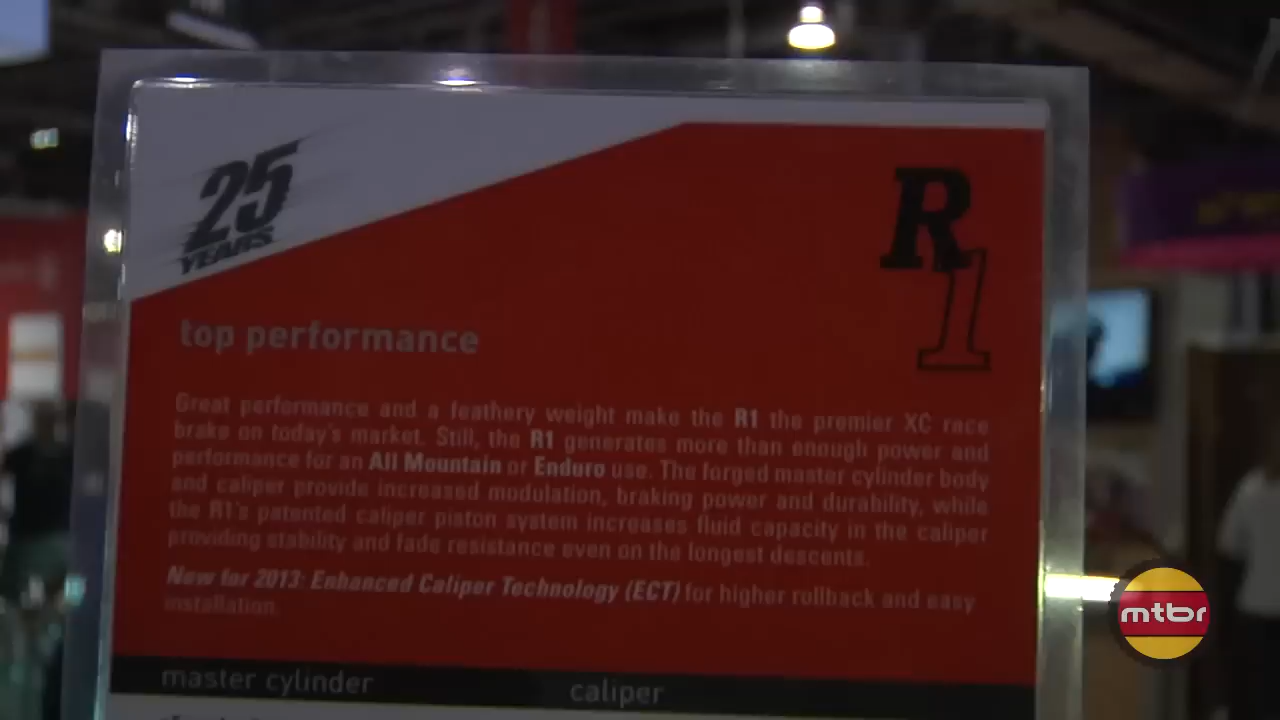 25
YEARS
R
1
top performance
Great performance and a feathery weight make the R1 the premier XC race
brake on today's market. Still, the R1 generates more than enough power and
performance for an All Mountain or Enduro use. The forged master cylinder body
and caliper provide increased modulation, braking power and durability, while
the R1's patented caliper piston system increases fluid capacity in the caliper
providing stability and fade resistance even on the longest descents.
New for 2013: Enhanced Caliper Technology (ECT) for higher rullback and easy
installation.
master cylinder
caliper
mtbr